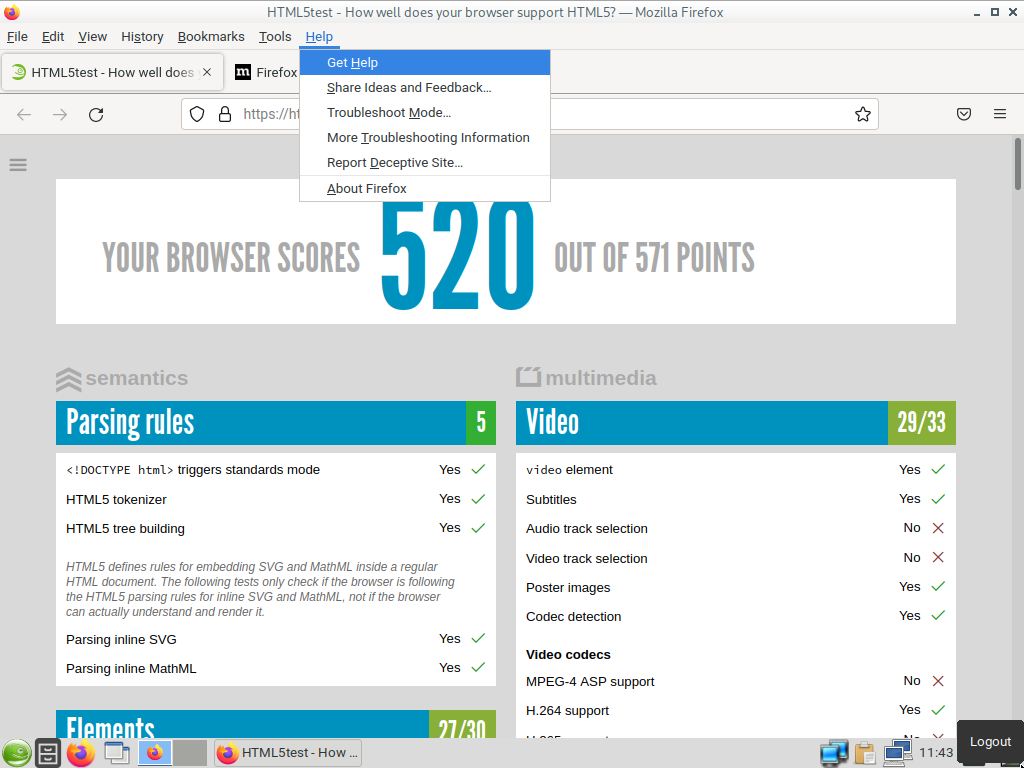 HTML5test - How well does your browser support HTML5? — Mozilla Firefox
File Edit View History Bookmarks Tools Help
HTML5test - How well does
Firefox
https://ht
Get Help
Share Ideas and Feedback...
Troubleshoot Mode...
More Troubleshooting Information
Report Deceptive Site...
About Firefox
YOUR BROWSER SCORES 520 OUT OF 571 POINTS
semantics
Parsing rules 5
<!DOCTYPE html> triggers standards mode Yes
HTML5 tokenizer Yes
HTML5 tree building Yes
HTML5 defines rules for embedding SVG and MathML inside a regular
HTML document. The following tests only check if the browser is following
the HTML5 parsing rules for inline SVG and MathML, not if the browser
can actually understand and render it.
Parsing inline SVG Yes
Parsing inline MathML Yes
Elements 27/30
multimedia
Video 29/33
video element Yes
Subtitles Yes
Audio track selection No
Video track selection No
Poster images Yes
Codec detection Yes
Video codecs
MPEG-4 ASP support No
H.264 support Yes
HTML5test - How ...
11:43
Logout